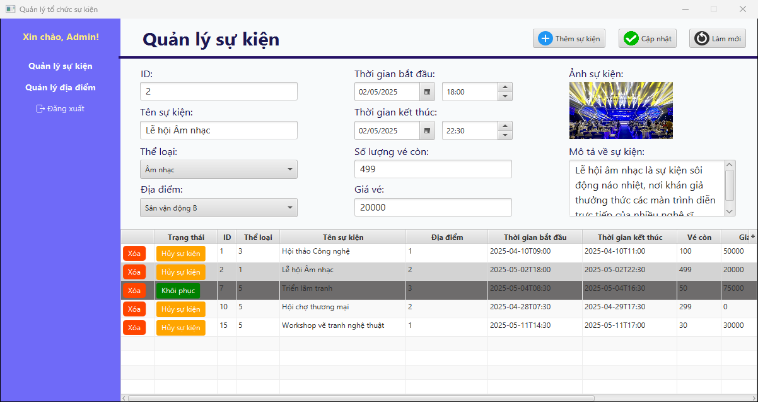 Quản lý tổ chức sự kiện
Xin chào, Admin!
Quản lý sự kiện
Quản lý địa điểm
Đăng xuất
Quản lý sự kiện
Thêm sự kiện
Cập nhật
Làm mới
ID:
2
Tên sự kiện:
Lễ hội Âm nhạc
Thể loại:
Âm nhạc
Địa điểm:
Sân vận động B
Thời gian bắt đầu:
02/05/2025 18:00
Thời gian kết thúc:
02/05/2025 22:30
Số lượng vé còn:
499
Giá vé:
20000
Ảnh sự kiện:
Mô tả về sự kiện:
Lễ hội âm nhạc là sự kiện sôi
động náo nhiệt, nơi khán giả
thưởng thức các màn trình diễn
trực tiếp của nhiều nghệ sĩ
Trạng thái ID Thể loại Tên sự kiện Địa điểm Thời gian bắt đầu Thời gian kết thúc Vé còn Giá
Xóa Hủy sự kiện 1 3 Hội thảo Công nghệ 1 2025-04-10T09:00 2025-04-10T11:00 100 50000
Xóa Hủy sự kiện 2 1 Lễ hội Âm nhạc 2 2025-05-02T18:00 2025-05-02T22:30 499 20000
Xóa Khôi phục 7 5 Triển lãm tranh 3 2025-05-04T08:30 2025-05-04T16:30 50 75000
Xóa Hủy sự kiện 10 5 Hội chợ thương mại 2 2025-04-28T07:30 2025-04-29T17:30 299 0
Xóa Hủy sự kiện 15 5 Workshop vẽ tranh nghệ thuật 1 2025-05-11T14:30 2025-05-11T17:00 30 30000